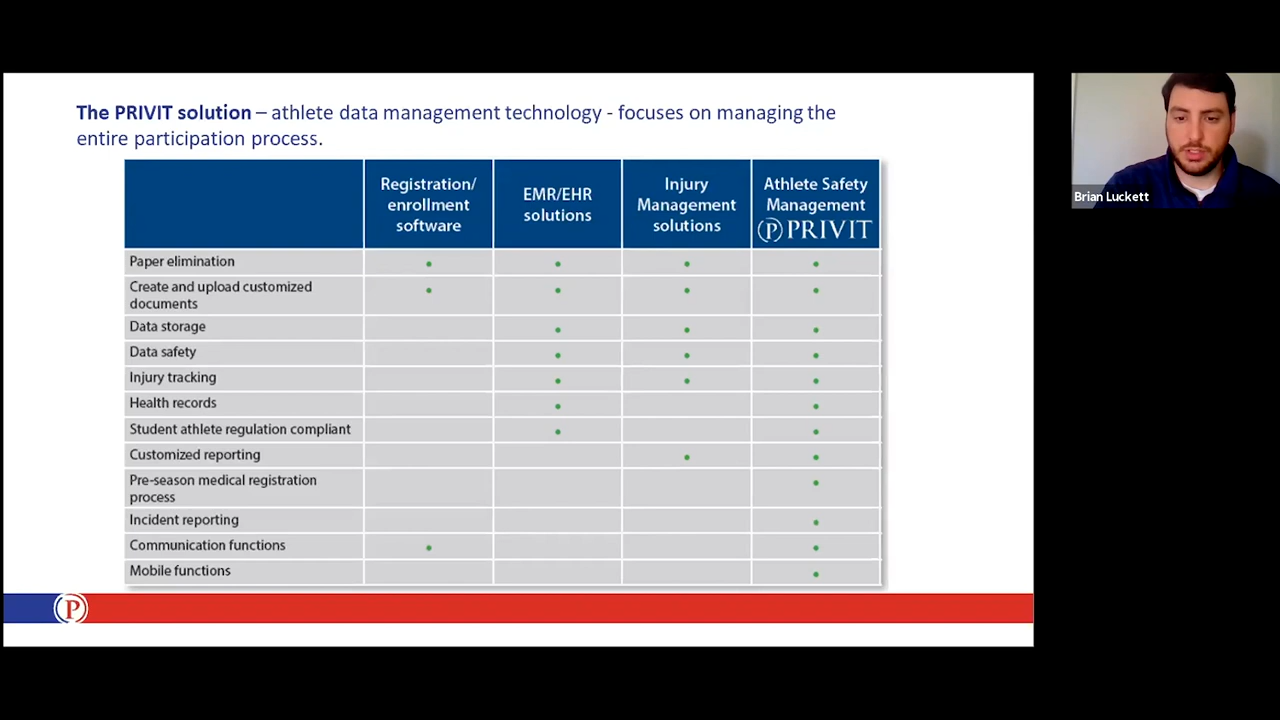 The PRIVIT solution – athlete data management technology - focuses on managing the
entire participation process.
Registration/
enrollment
software
EMR/EHR
solutions
Injury
Management
solutions
Athlete Safety
Management
P PRIVIT
Paper elimination
Create and upload customized
documents
Data storage
Data safety
Injury tracking
Health records
Student athlete regulation compliant
Customized reporting
Pre-season medical registration
process
Incident reporting
Communication functions
Mobile functions
P
Brian Luckett